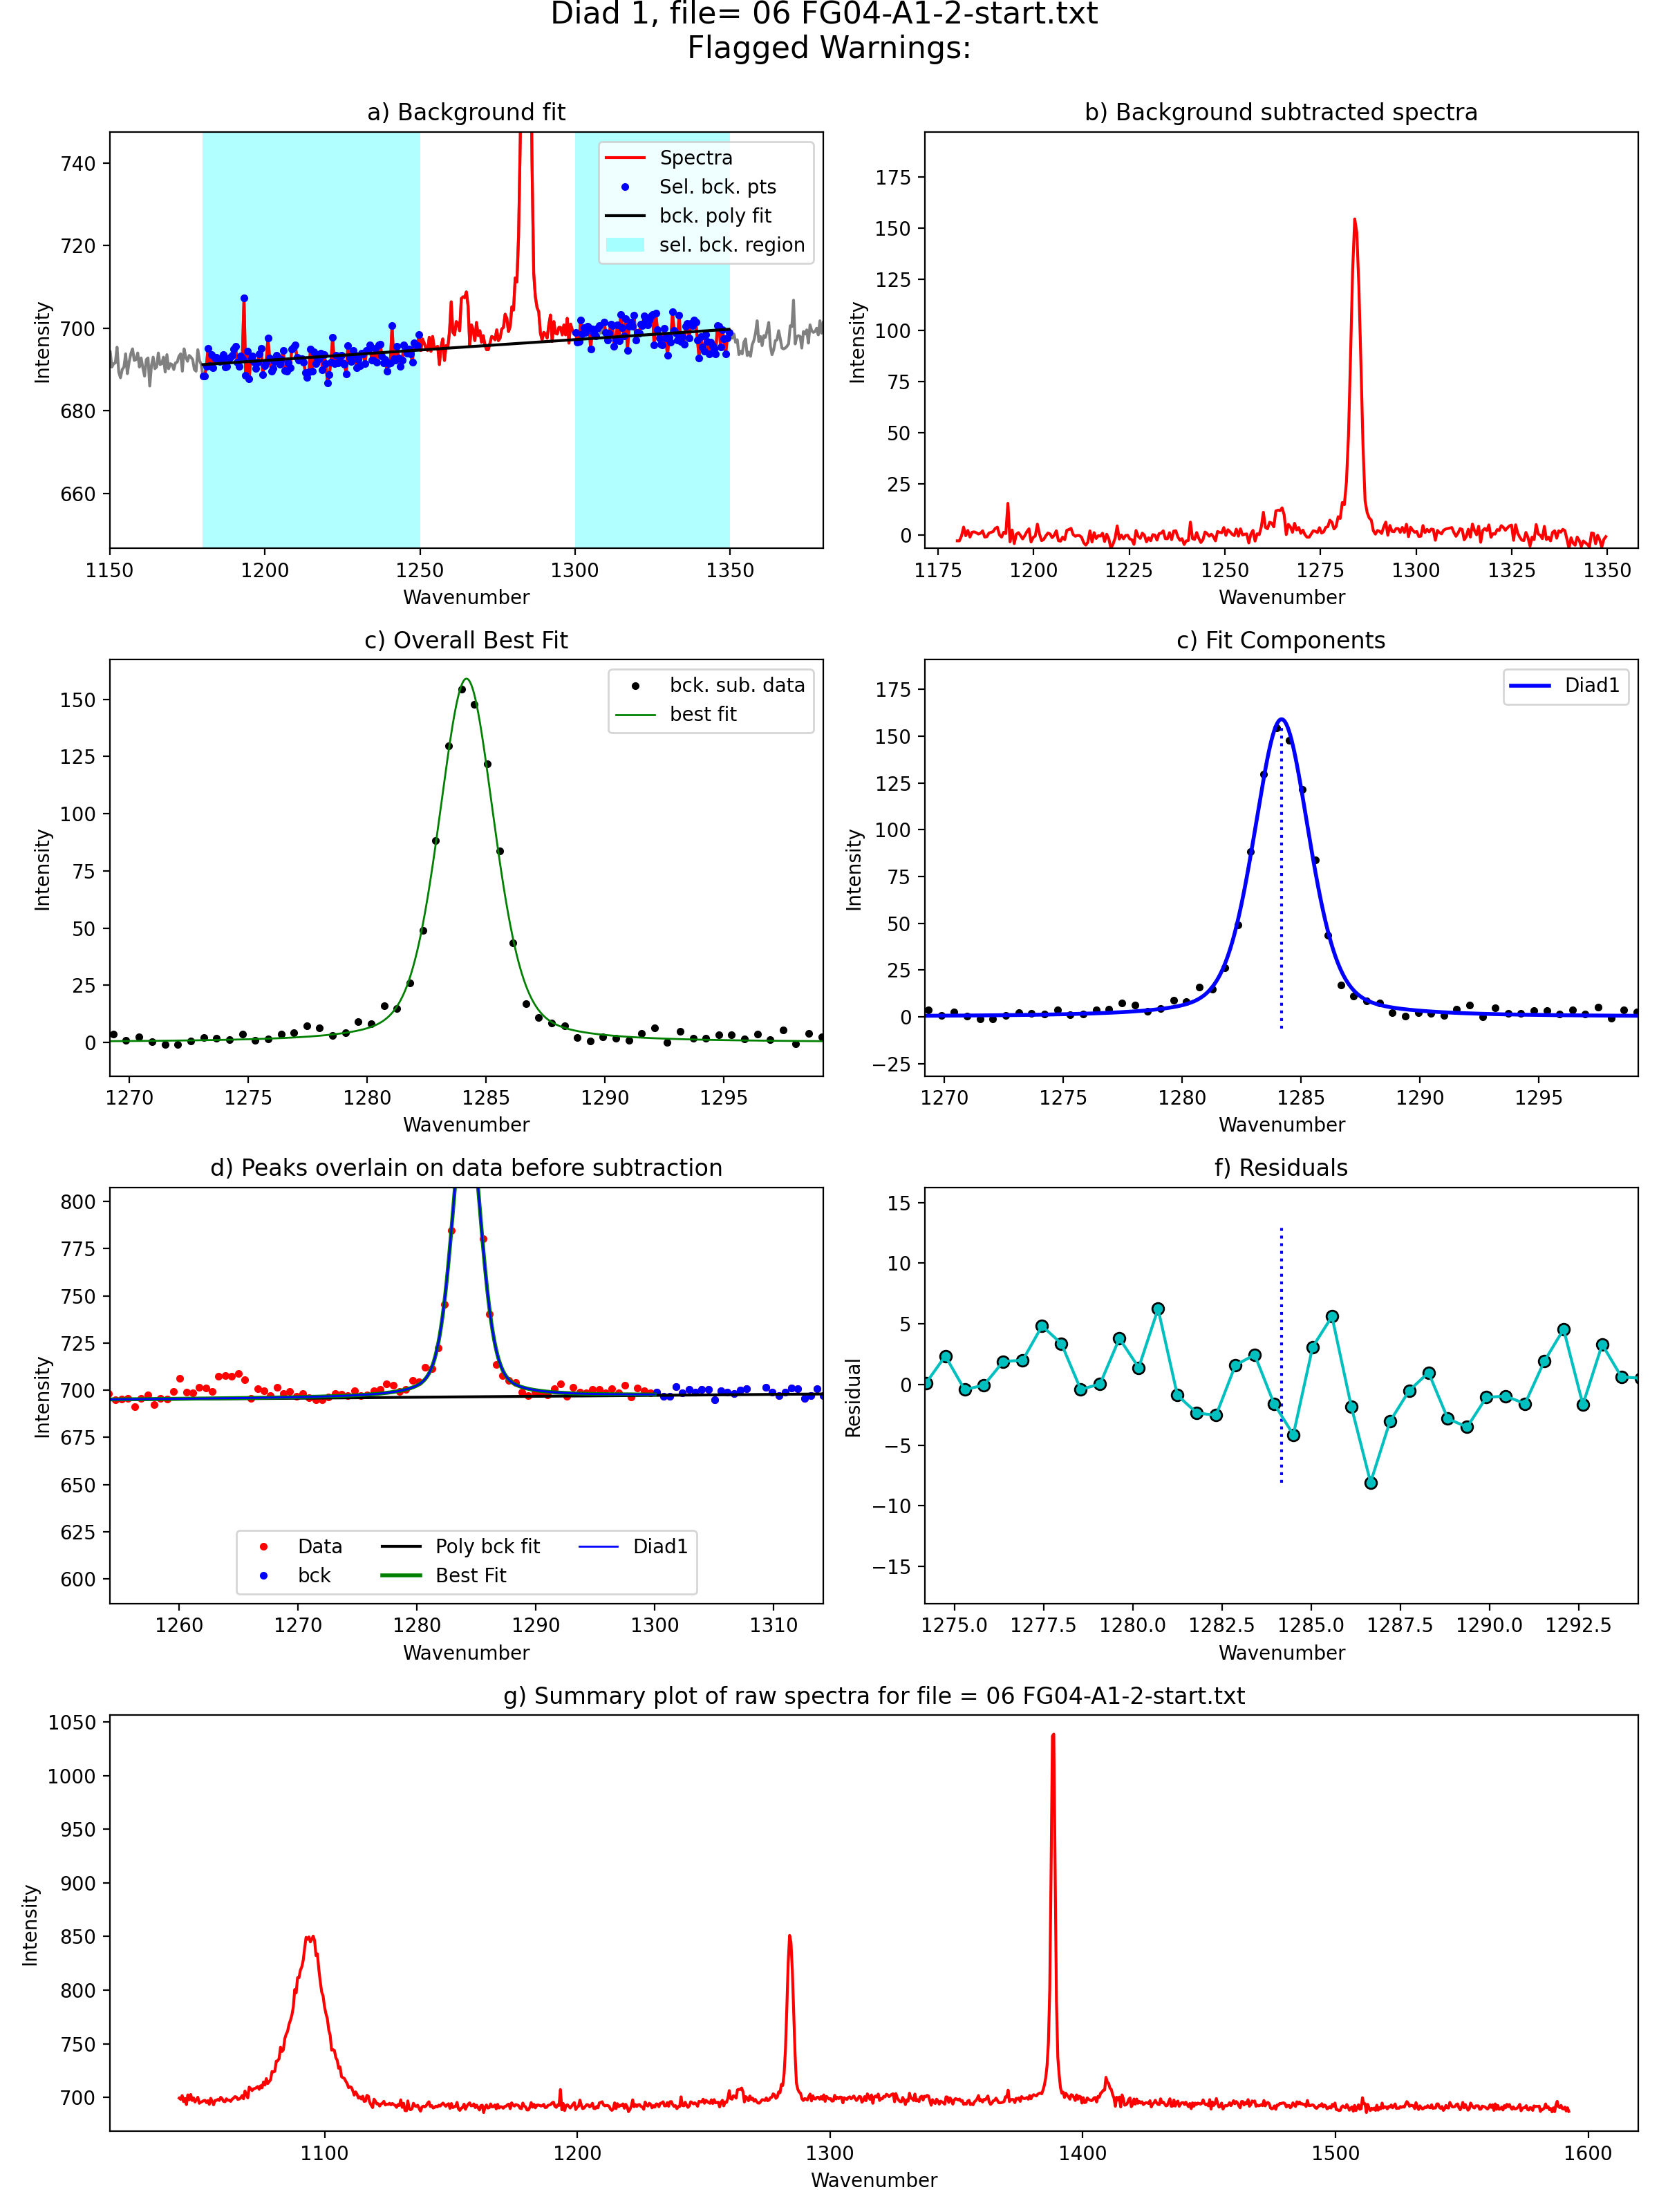 Diad 1, file= 06 FG04-A1-2-start.txt
Flagged Warnings:
a) Background fit
740
720
700
680
660
Intensity
1150
1200
1250
1300
1350
Wavenumber
Spectra
Sel. bck. pts
bck. poly fit
sel. bck. region
b) Background subtracted spectra
175
150
125
100
75
50
25
0
Intensity
1175
1200
1225
1250
1275
1300
1325
1350
Wavenumber
c) Overall Best Fit
150
125
100
75
50
25
0
Intensity
1270
1275
1280
1285
1290
1295
Wavenumber
bck. sub. data
best fit
c) Fit Components
175
150
125
100
75
50
25
0
−25
Intensity
1270
1275
1280
1285
1290
1295
Wavenumber
Diad1
d) Peaks overlain on data before subtraction
800
775
750
725
700
675
650
625
600
Intensity
1260
1270
1280
1290
1300
1310
Wavenumber
Data
bck
Poly bck fit
Best Fit
Diad1
f) Residuals
15
10
5
0
−5
−10
−15
Residual
1275.0
1277.5
1280.0
1282.5
1285.0
1287.5
1290.0
1292.5
Wavenumber
g) Summary plot of raw spectra for file = 06 FG04-A1-2-start.txt
1050
1000
950
900
850
800
750
700
Intensity
1100
1200
1300
1400
1500
1600
Wavenumber